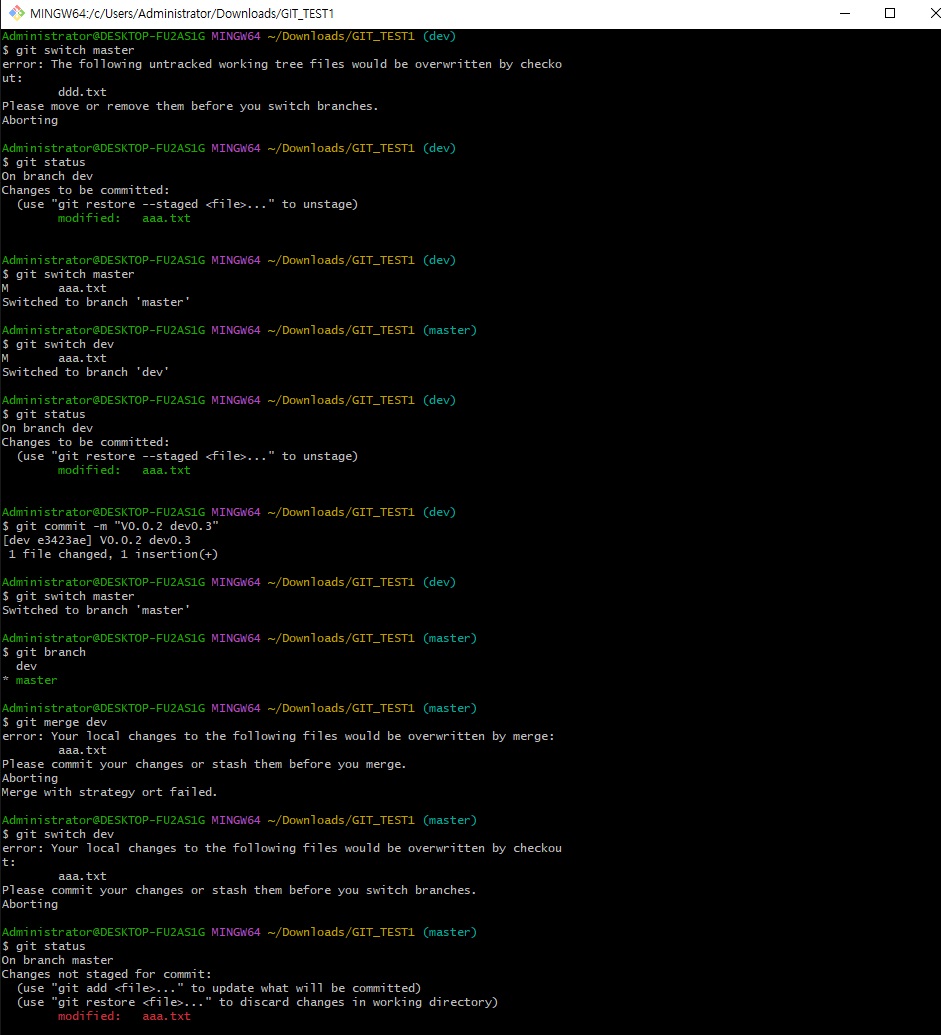 MINGW64:/c/Users/Administrator/Downloads/GIT_TEST1
Administrator@DESKTOP-FU2AS1G MINGW64 ~/Downloads/GIT_TEST1 (dev)
$ git switch master
error: The following untracked working tree files would be overwritten by checko
ut:
        ddd.txt
Please move or remove them before you switch branches.
Aborting

Administrator@DESKTOP-FU2AS1G MINGW64 ~/Downloads/GIT_TEST1 (dev)
$ git status
On branch dev
Changes to be committed:
  (use "git restore --staged <file>..." to unstage)
        modified:   aaa.txt

Administrator@DESKTOP-FU2AS1G MINGW64 ~/Downloads/GIT_TEST1 (dev)
$ git switch master
M       aaa.txt
Switched to branch 'master'

Administrator@DESKTOP-FU2AS1G MINGW64 ~/Downloads/GIT_TEST1 (master)
$ git switch dev
M       aaa.txt
Switched to branch 'dev'

Administrator@DESKTOP-FU2AS1G MINGW64 ~/Downloads/GIT_TEST1 (dev)
$ git status
On branch dev
Changes to be committed:
  (use "git restore --staged <file>..." to unstage)
        modified:   aaa.txt

Administrator@DESKTOP-FU2AS1G MINGW64 ~/Downloads/GIT_TEST1 (dev)
$ git commit -m "V0.0.2 dev0.3"
[dev e3423ae] V0.0.2 dev0.3
 1 file changed, 1 insertion(+)

Administrator@DESKTOP-FU2AS1G MINGW64 ~/Downloads/GIT_TEST1 (dev)
$ git switch master
Switched to branch 'master'

Administrator@DESKTOP-FU2AS1G MINGW64 ~/Downloads/GIT_TEST1 (master)
$ git branch
  dev
* master

Administrator@DESKTOP-FU2AS1G MINGW64 ~/Downloads/GIT_TEST1 (master)
$ git merge dev
error: Your local changes to the following files would be overwritten by merge:
        aaa.txt
Please commit your changes or stash them before you merge.
Aborting
Merge with strategy ort failed.

Administrator@DESKTOP-FU2AS1G MINGW64 ~/Downloads/GIT_TEST1 (master)
$ git switch dev
error: Your local changes to the following files would be overwritten by checkou
t:
        aaa.txt
Please commit your changes or stash them before you switch branches.
Aborting

Administrator@DESKTOP-FU2AS1G MINGW64 ~/Downloads/GIT_TEST1 (master)
$ git status
On branch master
Changes not staged for commit:
  (use "git add <file>..." to update what will be committed)
  (use "git restore <file>..." to discard changes in working directory)
        modified:   aaa.txt